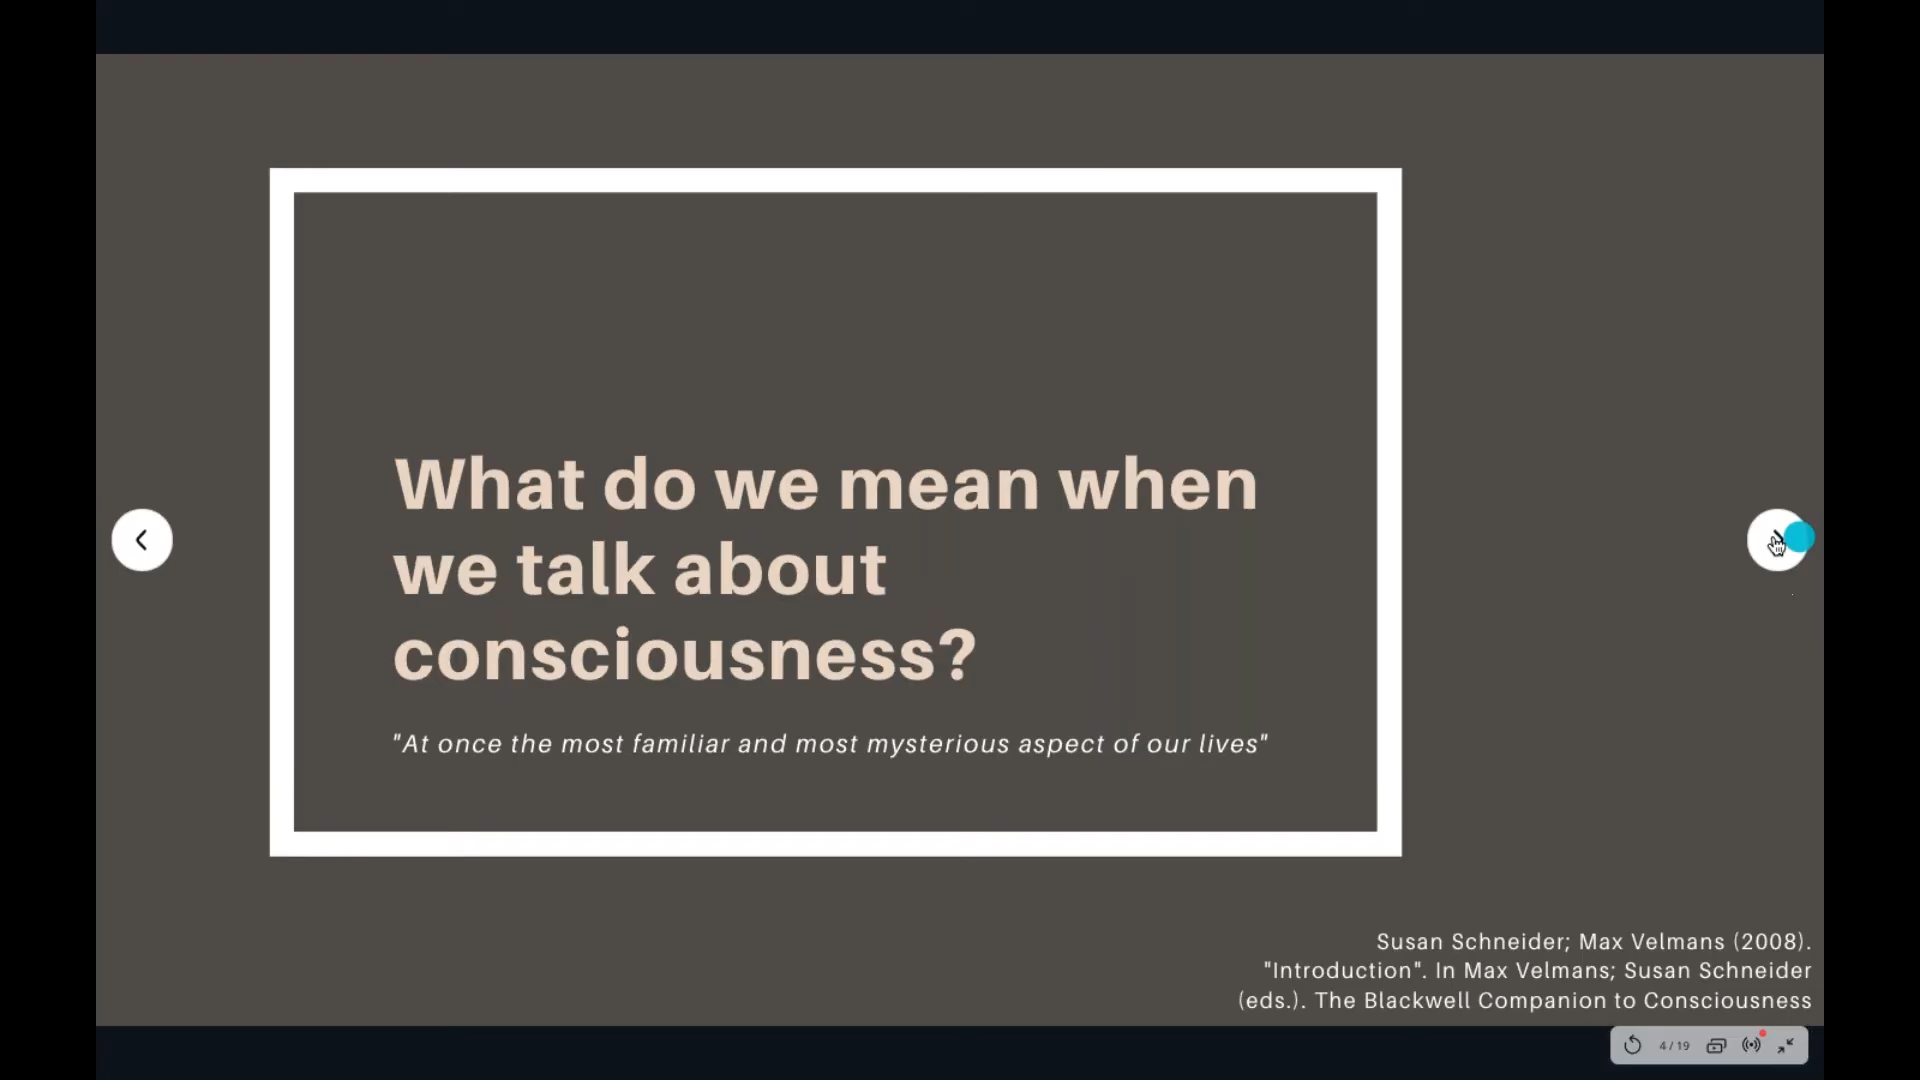 What do we mean when
we talk about
consciousness?
"At once the most familiar and most mysterious aspect of our lives"
Susan Schneider; Max Velmans (2008).
"Introduction". In Max Velmans; Susan Schneider
(eds.). The Blackwell Companion to Consciousness
4/19